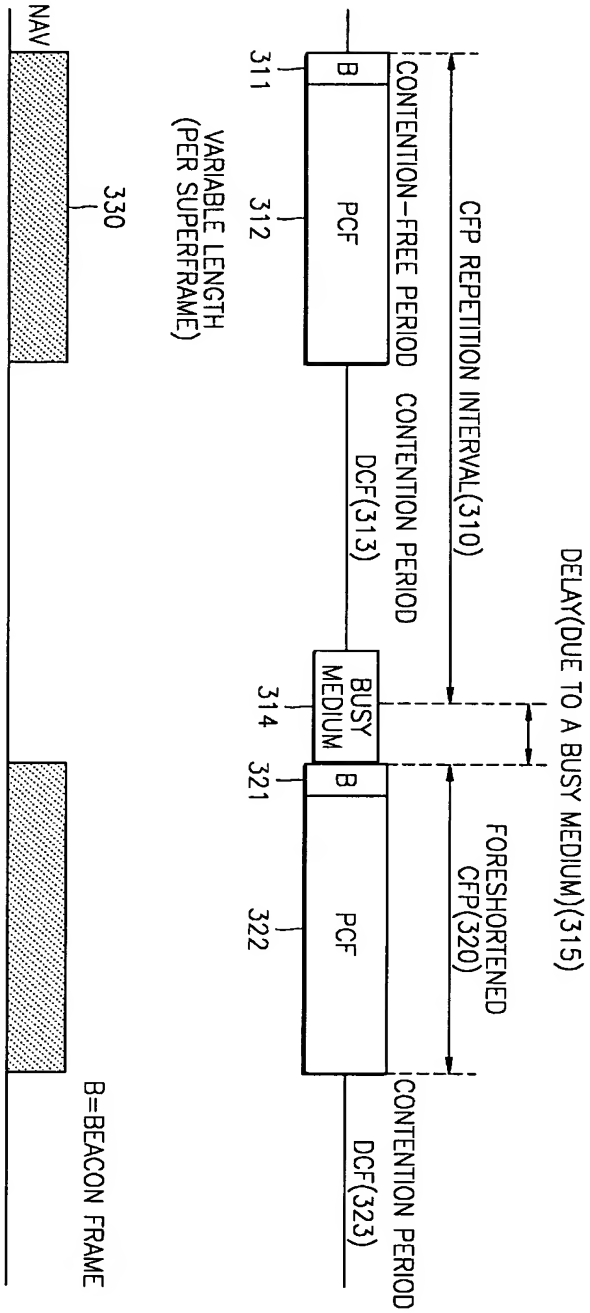 DELAY(DUE TO A BUSY MEDIUM)(315)
CFP REPETITION INTERVAL(310)
FORESHORTENED
CFP(320)
CONTENTION-FREE PERIOD
CONTENTION PERIOD
CONTENTION PERIOD
B
PCF
DCF(313)
BUSY
MEDIUM
B
PCF
DCF(323)
311
312
314
321
322
VARIABLE LENGTH
(PER SUPERFRAME)
330
NAV
B=BEACON FRAME